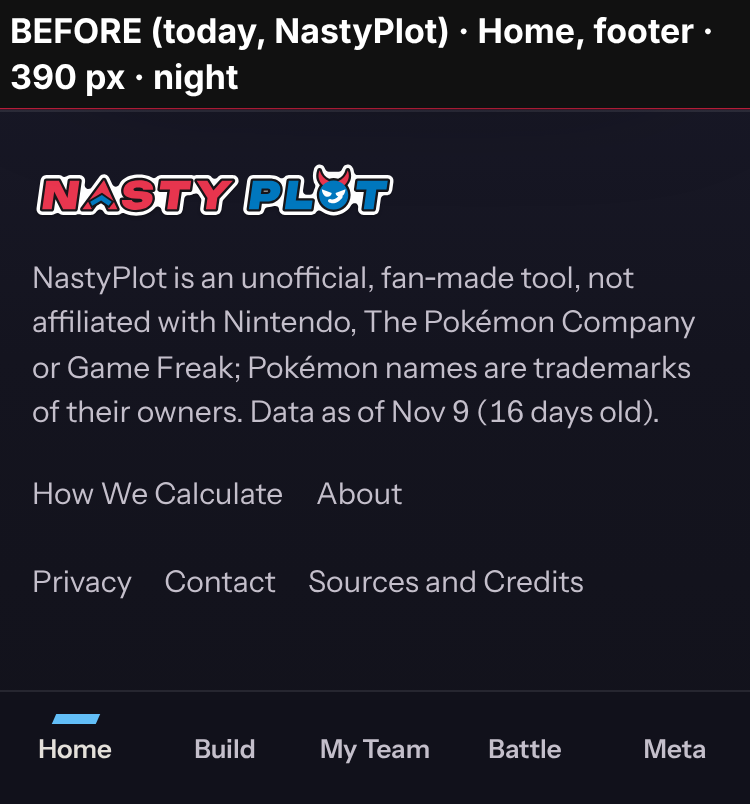 BEFORE (today, NastyPlot) · Home, footer ·
390 px · night
NASTY PLOT
NastyPlot is an unofficial, fan-made tool, not
affiliated with Nintendo, The Pokémon Company
or Game Freak; Pokémon names are trademarks
of their owners. Data as of Nov 9 (16 days old).
How We Calculate About
Privacy Contact Sources and Credits
Home Build My Team Battle Meta